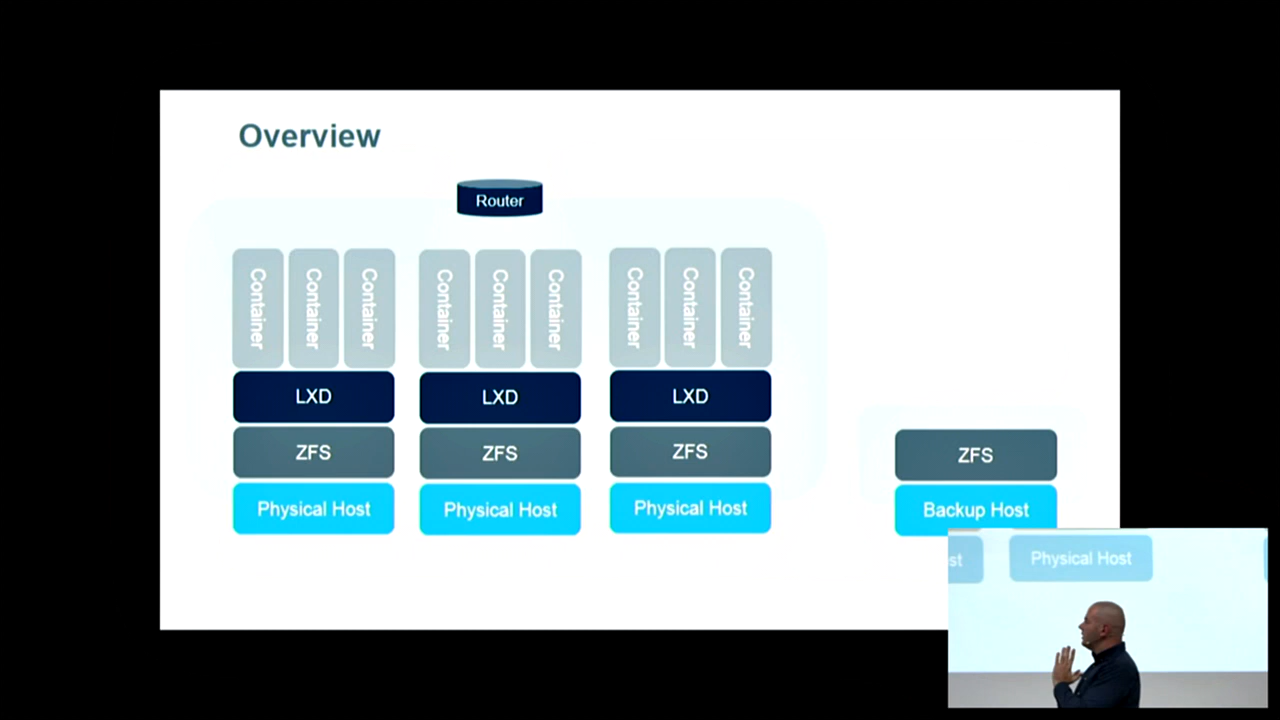 Overview
Router
Container Container Container Container Container Container Container Container Container
LXD LXD LXD
ZFS ZFS ZFS ZFS
Physical Host Physical Host Physical Host Backup Host
st Physical Host